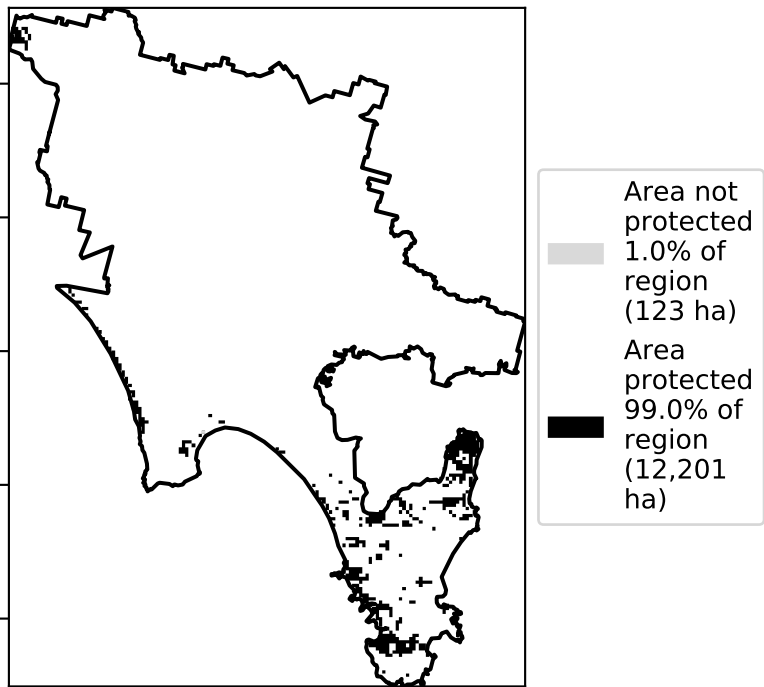 Area not
protected
1.0% of
region
(123 ha)
Area
protected
99.0% of
region
(12,201
ha)